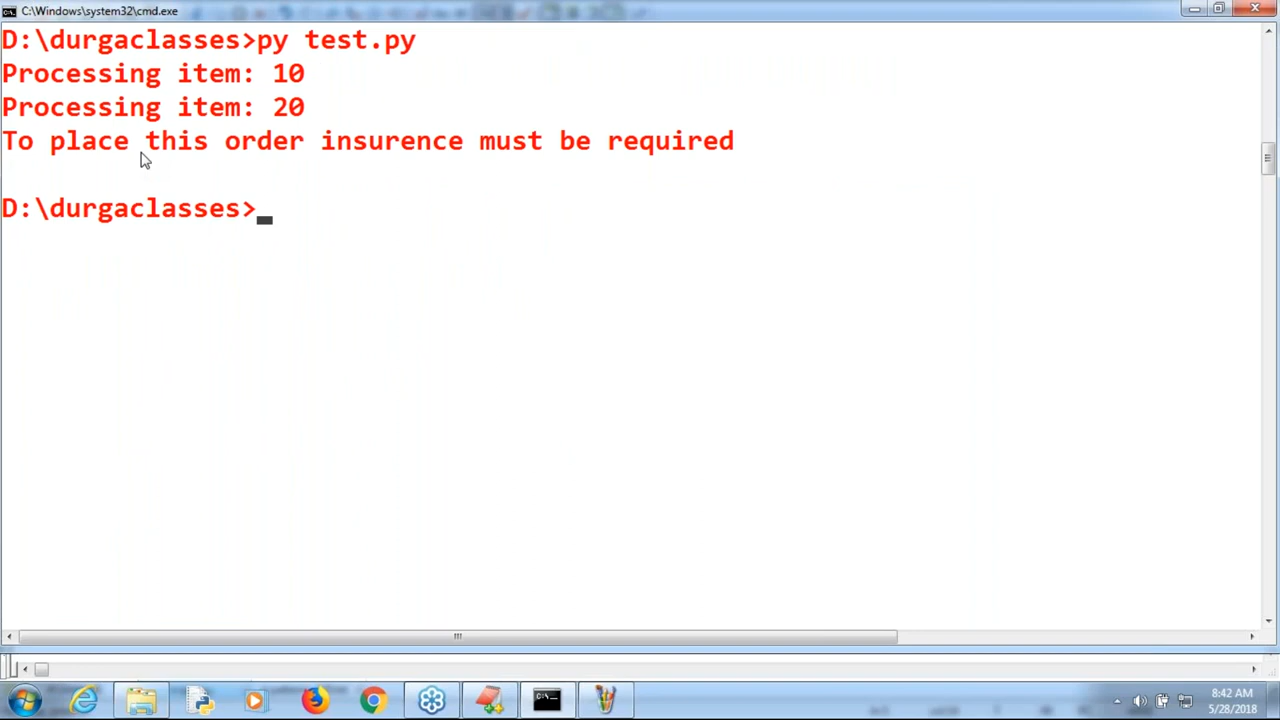 C:\Windows\system32\cmd.exe
D:\durgaclasses>py test.py
Processing item: 10
Processing item: 20
To place this order insurence must be required
D:\durgaclasses>
C:\.
8:42 AM
5/28/2018